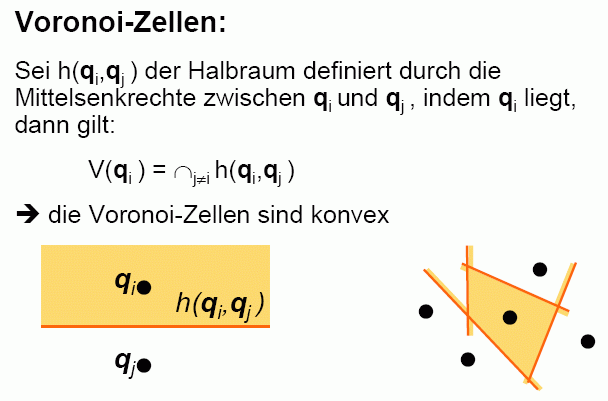 Voronoi-Zellen:
Sei h(qi,qj ) der Halbraum definiert durch die
Mittelsenkrechte zwischen qi und qj , indem qi liegt,
dann gilt:
V(qi ) = ∩j≠i h(qi,qj )
➔ die Voronoi-Zellen sind konvex
qi
h(qi,qj )
qj